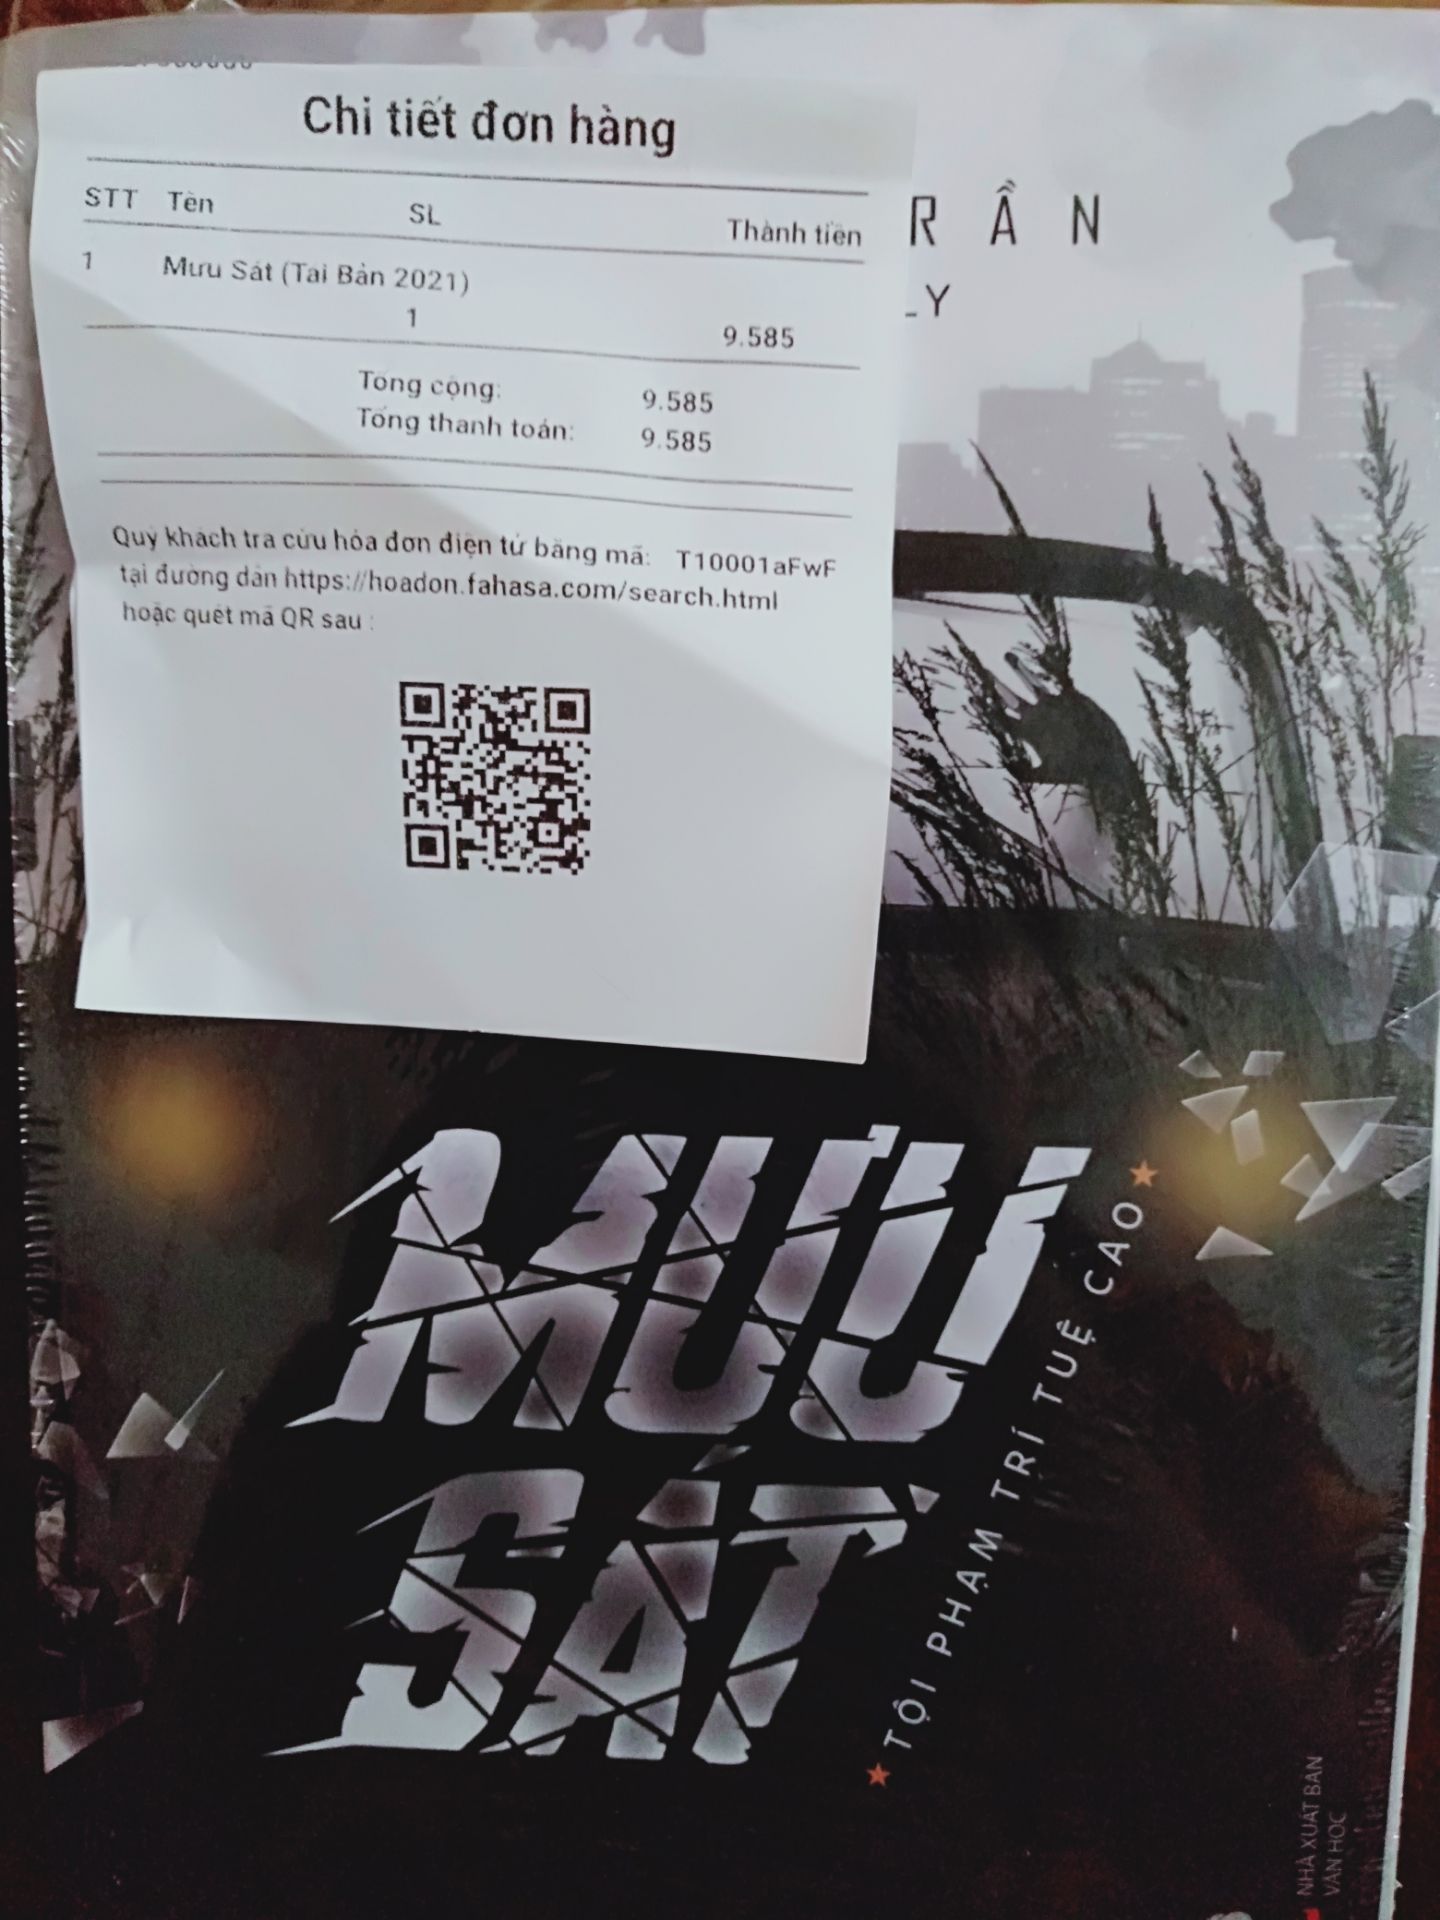 Chi tiết đơn hàng
STT Tên SL Thành tiền
1 Mưu Sát (Tái Bản 2021)
1 9.585
Tổng cộng: 9.585
Tổng thanh toán: 9.585
Quý khách tra cứu hóa đơn điện tử bằng mã: T10001aFwF
tại đường dẫn https://hoadon.fahasa.com/search.html
hoặc quét mã QR sau :
RẦN
LY
MƯU
SÁT
TỘI PHẠM TRÍ TUỆ CAO
NHÀ XUẤT BẢN
VĂN HỌC